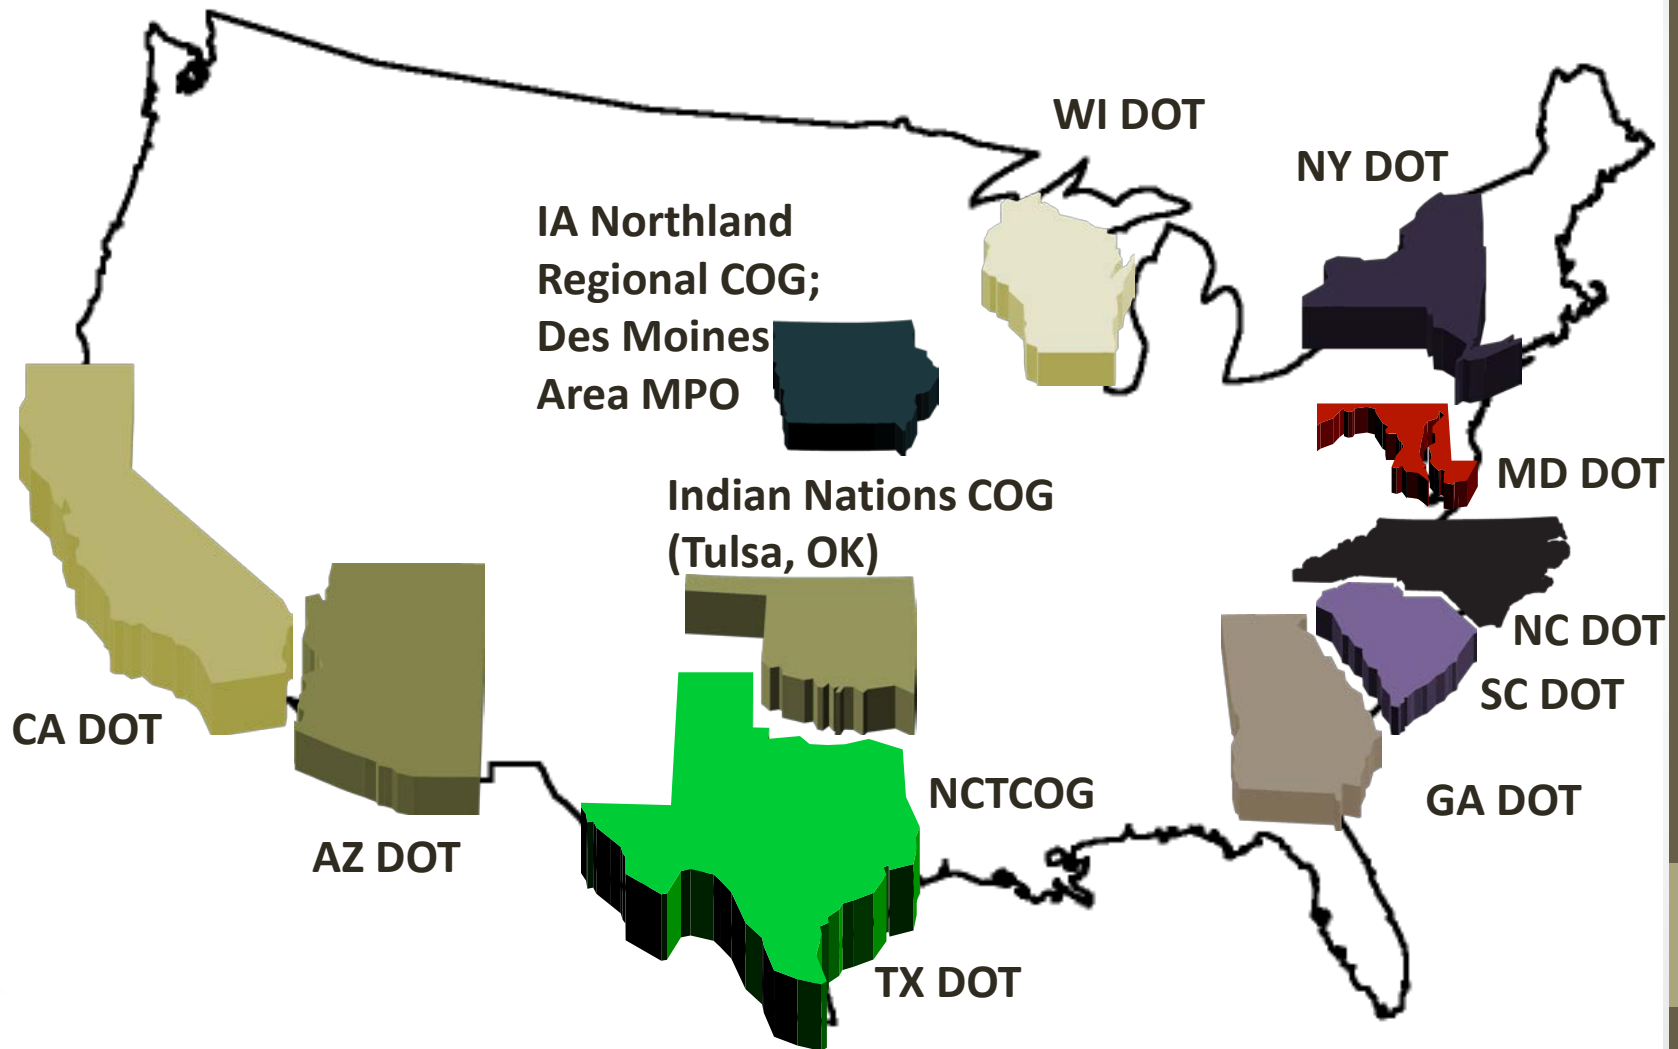 WI DOT
NY DOT
IA Northland
Regional COG;
Des Moines
Area MPO
MD DOT
Indian Nations COG
(Tulsa, OK)
NC DOT
SC DOT
CA DOT
NCTCOG
GA DOT
AZ DOT
TX DOT